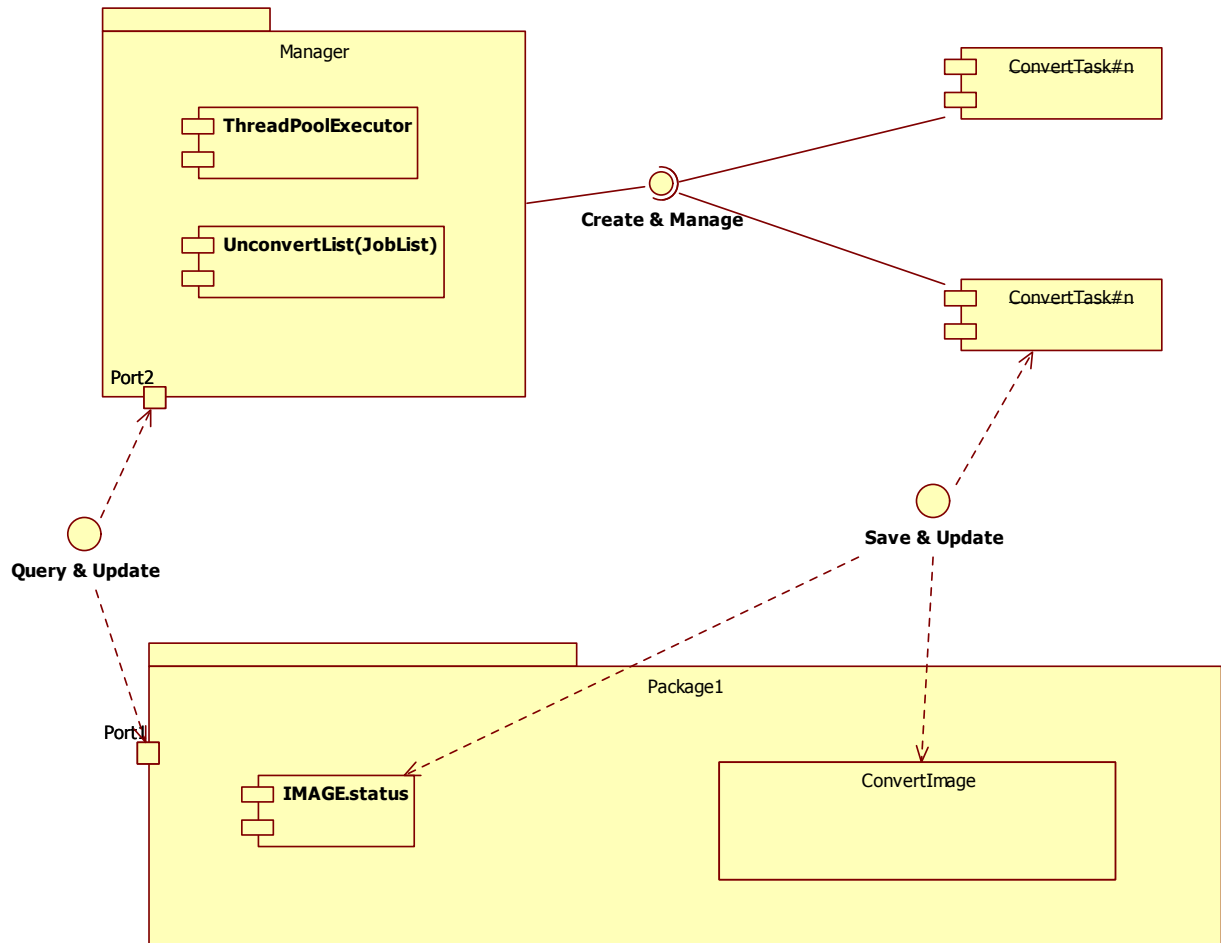 Manager
ConvertTask#n
ThreadPoolExecutor
Create & Manage
UnconvertList(JobList)
ConvertTask#n
Port2
Save & Update
Query & Update
Package1
Port1
IMAGE.status
ConvertImage